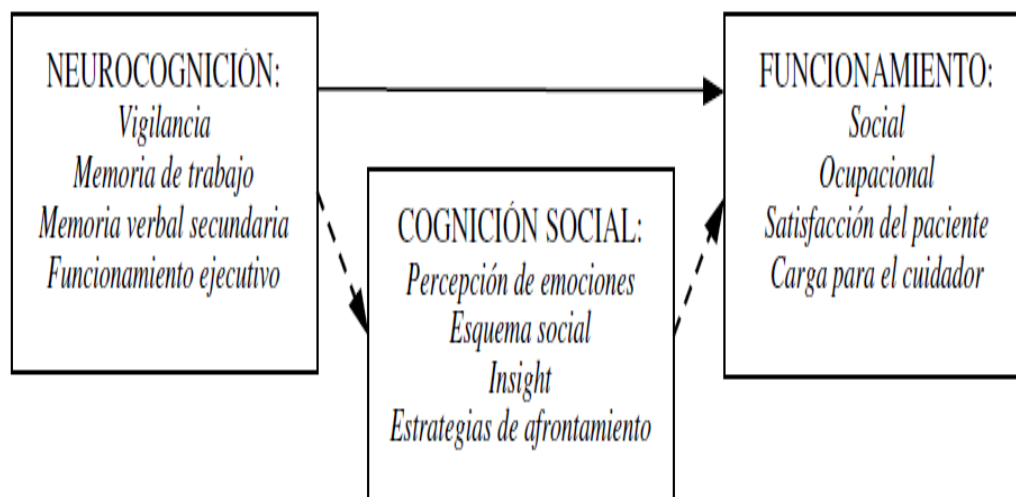 NEUROCOGNICIÓN:
Vigilancia
Memoria de trabajo
Memoria verbal secundaria
Funcionamiento ejecutivo
COGNICIÓN SOCIAL:
Percepción de emociones
Esquema social
Insight
Estrategias de afrontamiento
FUNCIONAMIENTO:
Social
Ocupacional
Satisfacción del paciente
Carga para el cuidador